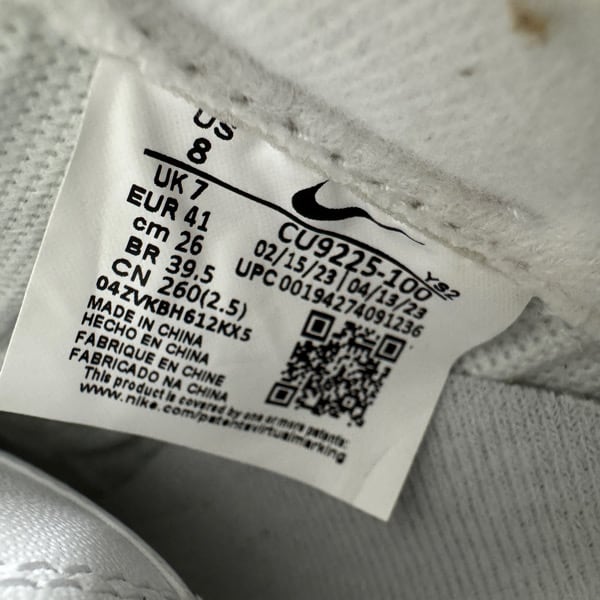 US
8
UK 7
EUR 41
cm 26
BR 39.5
CN 260(2.5)
04ZVKBH612KX5
MADE IN CHINA
HECHO EN CHINA
FABRIQUE EN CHINE
FABRICADO NA CHINA
This product is covered by one or more patents:
www.nike.com/patentsvirtualmarking
CU9225-100
02/15/23 | 04/13/23
UPC 00194274091236
YS2